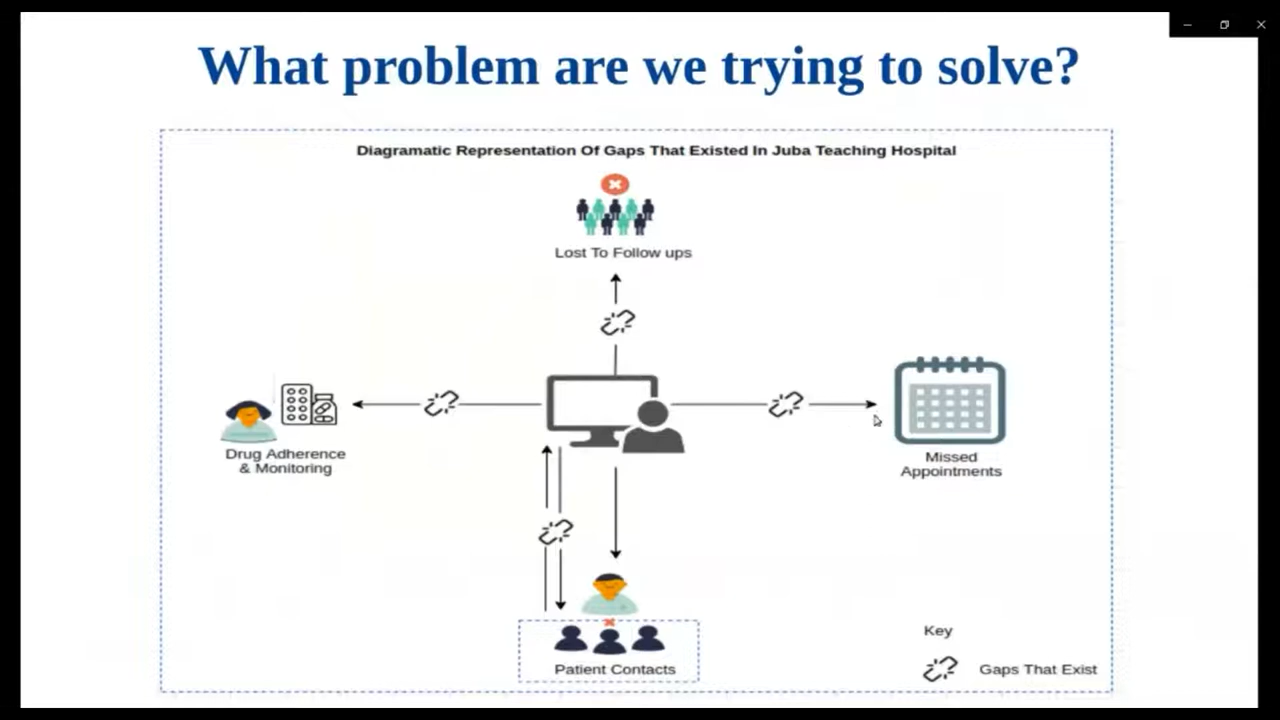 What problem are we trying to solve?
Diagramatic Representation Of Gaps That Existed In Juba Teaching Hospital
Lost To Follow ups
Drug Adherence
& Monitoring
Missed
Appointments
Patient Contacts
Key
Gaps That Exist